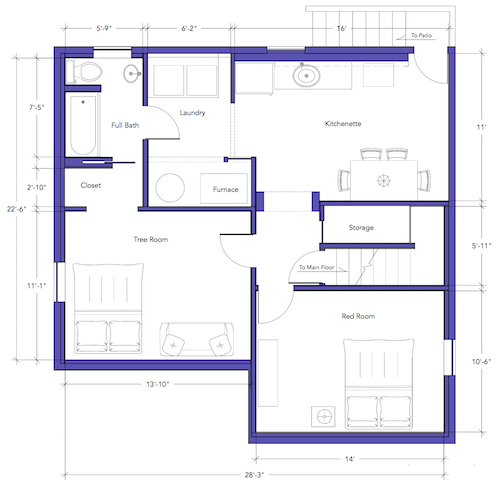 5'-9"
6'-2"
16'
To Patio
7'-5"
Full Bath
Laundry
Kitchenette
11'
2'-10"
Closet
Furnace
22'-6"
Tree Room
Storage
5'-11"
To Main Floor
11'-1"
Red Room
10'-6"
13'-10"
14'
28'-3"